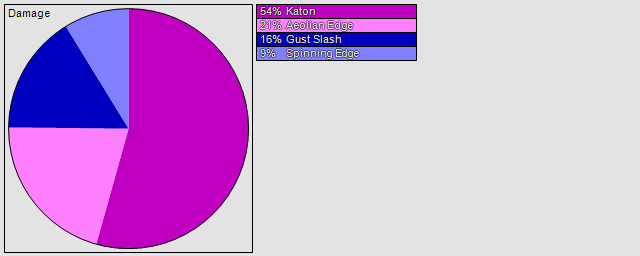 Damage
54% Katon
21% Aeolian Edge
16% Gust Slash
9% Spinning Edge